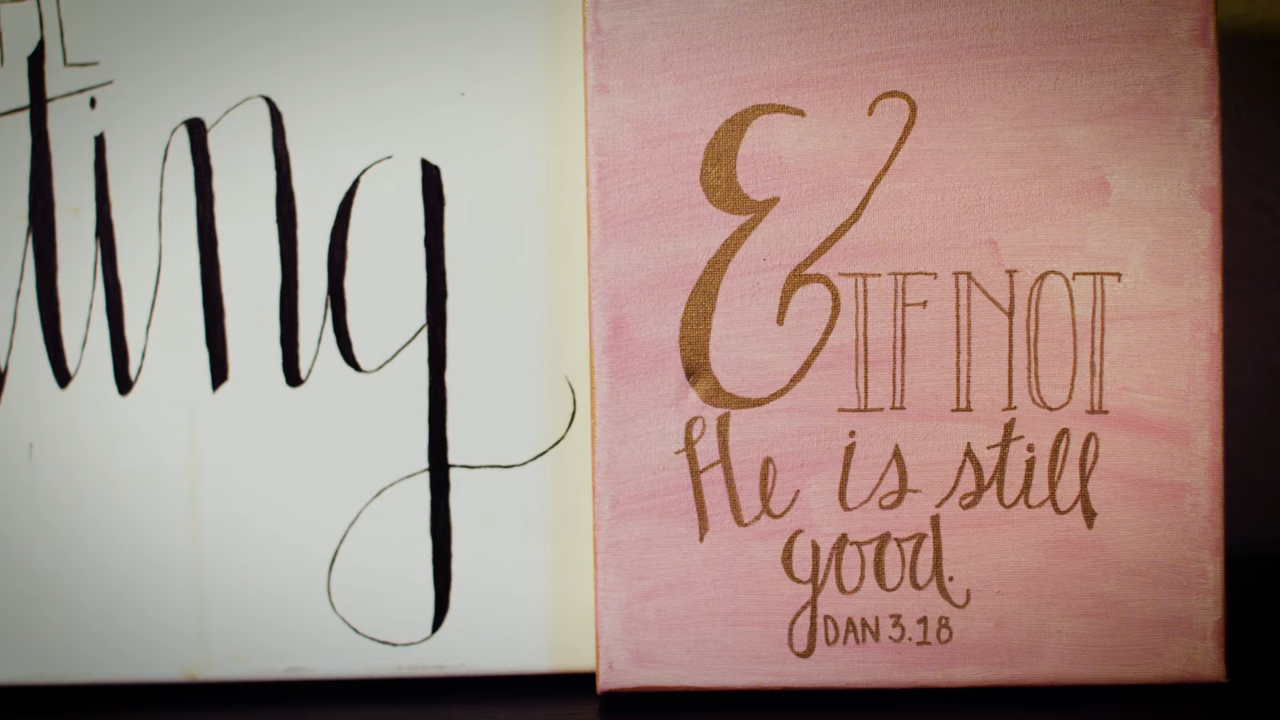 ting
& IF NOT
He is still
good.
DAN 3.18